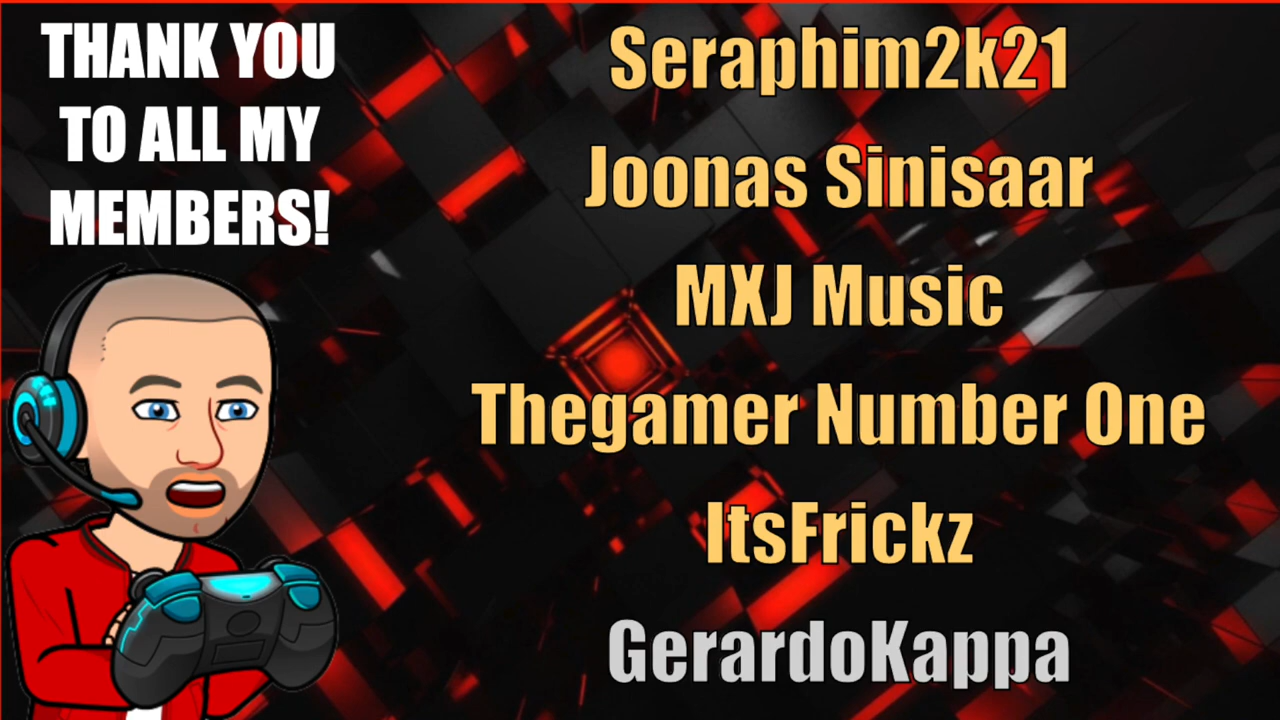 THANK YOU
TO ALL MY
MEMBERS!
Seraphim2k21
Joonas Sinisaar
MXJ Music
Thegamer Number One
ItsFrickz
GerardoKappa